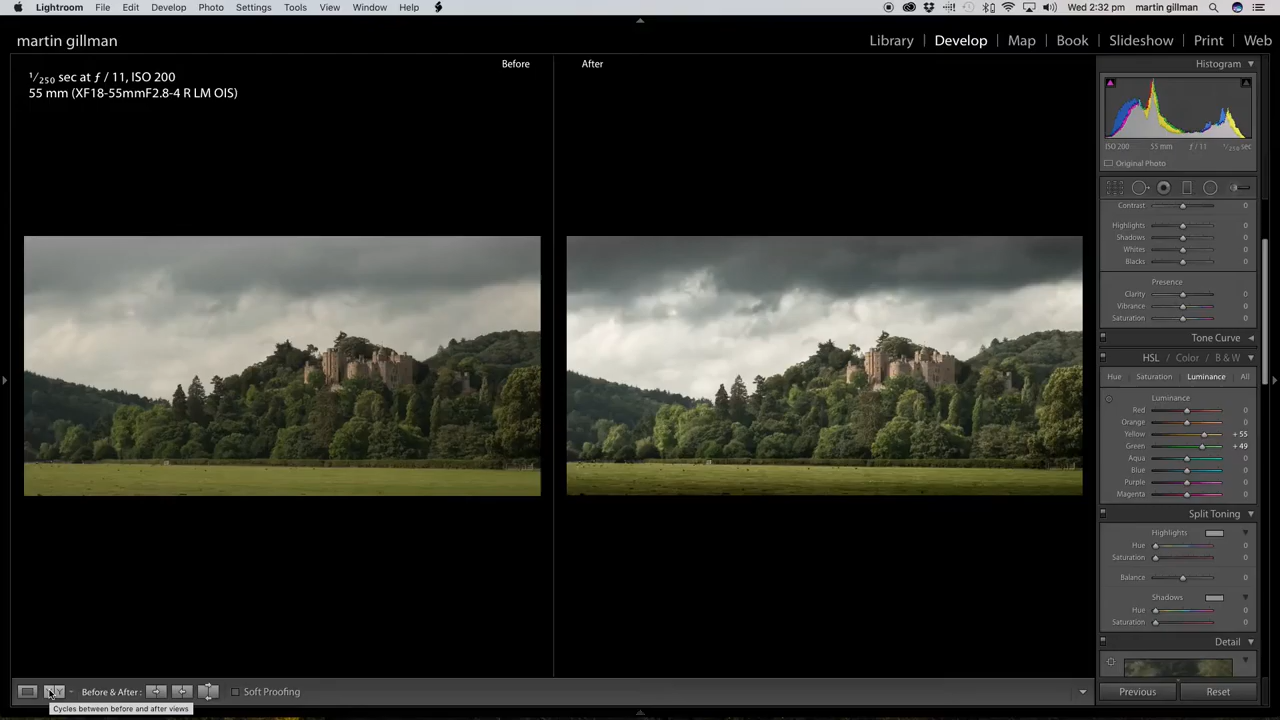 Lightroom File Edit Develop Photo Settings Tools View Window Help Wed 2:32 pm martin gillman
martin gillman
Library | Develop | Map | Book | Slideshow | Print | Web
1/250 sec at ƒ / 11, ISO 200
55 mm (XF18-55mmF2.8-4 R LM OIS)
Before After
Histogram
ISO 200 55 mm ƒ / 11 1/250 sec
Original Photo
Contrast 0
Highlights 0
Shadows 0
Whites 0
Blacks 0
Presence
Clarity 0
Vibrance 0
Saturation 0
Tone Curve
HSL / Color / B & W
Hue Saturation Luminance All
Luminance
Red 0
Orange 0
Yellow + 55
Green + 49
Aqua 0
Blue 0
Purple 0
Magenta 0
Split Toning
Highlights
Hue 0
Saturation 0
Balance 0
Shadows
Hue 0
Saturation 0
Detail
Before & After : Soft Proofing
Previous Reset
Cycles between before and after views